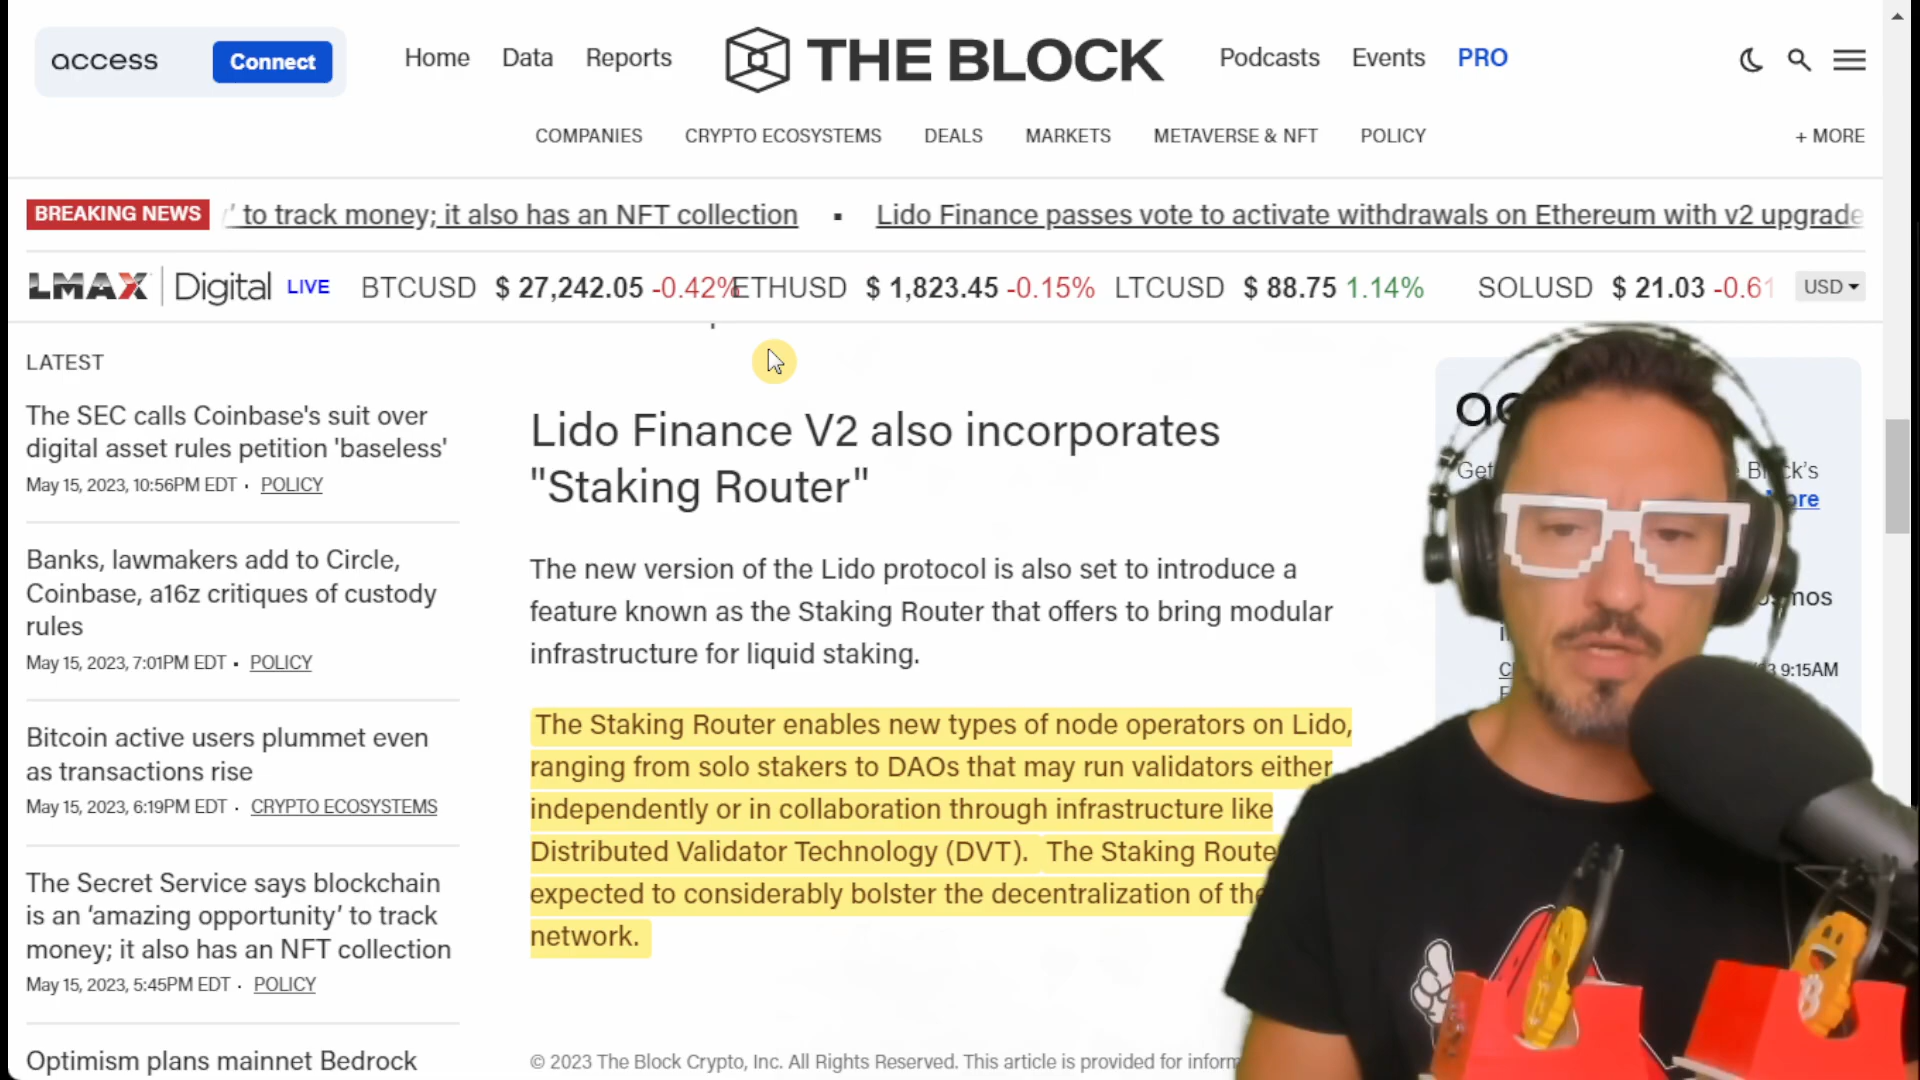 access
Connect
Home Data Reports
THE BLOCK
Podcasts Events PRO
COMPANIES CRYPTO ECOSYSTEMS DEALS MARKETS METAVERSE & NFT POLICY + MORE
BREAKING NEWS ' to track money; it also has an NFT collection ▪ Lido Finance passes vote to activate withdrawals on Ethereum with v2 upgrade
LMAX Digital LIVE BTCUSD $ 27,242.05 -0.42% ETHUSD $ 1,823.45 -0.15% LTCUSD $ 88.75 1.14% SOLUSD $ 21.03 -0.61 USD
LATEST
The SEC calls Coinbase's suit over
digital asset rules petition 'baseless'
May 15, 2023, 10:56PM EDT • POLICY
Banks, lawmakers add to Circle,
Coinbase, a16z critiques of custody
rules
May 15, 2023, 7:01PM EDT • POLICY
Bitcoin active users plummet even
as transactions rise
May 15, 2023, 6:19PM EDT • CRYPTO ECOSYSTEMS
The Secret Service says blockchain
is an ‘amazing opportunity’ to track
money; it also has an NFT collection
May 15, 2023, 5:45PM EDT • POLICY
Optimism plans mainnet Bedrock
Lido Finance V2 also incorporates
"Staking Router"
The new version of the Lido protocol is also set to introduce a
feature known as the Staking Router that offers to bring modular
infrastructure for liquid staking.
The Staking Router enables new types of node operators on Lido,
ranging from solo stakers to DAOs that may run validators either
independently or in collaboration through infrastructure like
Distributed Validator Technology (DVT). The Staking Route
expected to considerably bolster the decentralization of the
network.
© 2023 The Block Crypto, Inc. All Rights Reserved. This article is provided for inform
Get
9:15AM